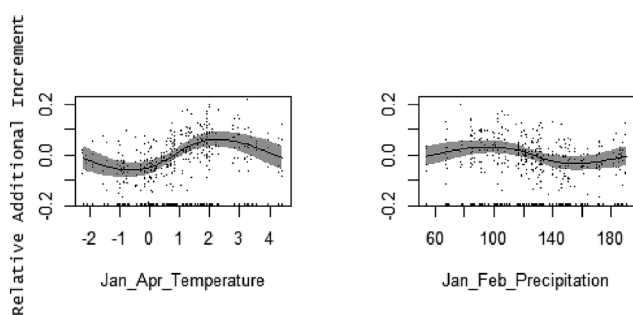 Relative Additional Increment
0.2
0.0
-0.2
-2 -1 0 1 2 3 4
Jan_Apr_Temperature
0.2
0.0
-0.2
60 100 140 180
Jan_Feb_Precipitation